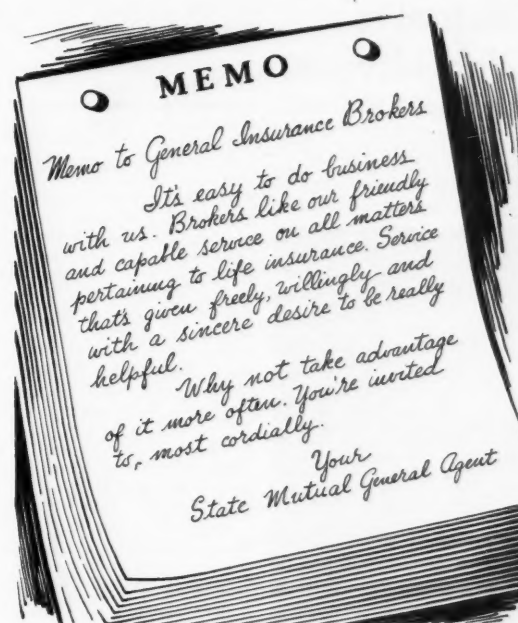 MEMO
Memo to General Insurance Brokers
It's easy to do business
with us. Brokers like our friendly
and capable service on all matters
pertaining to life insurance. Service
that's given freely, willingly and
with a sincere desire to be really
helpful.
Why not take advantage
of it more often. You're invited
to, most cordially.
Your
State Mutual General Agent